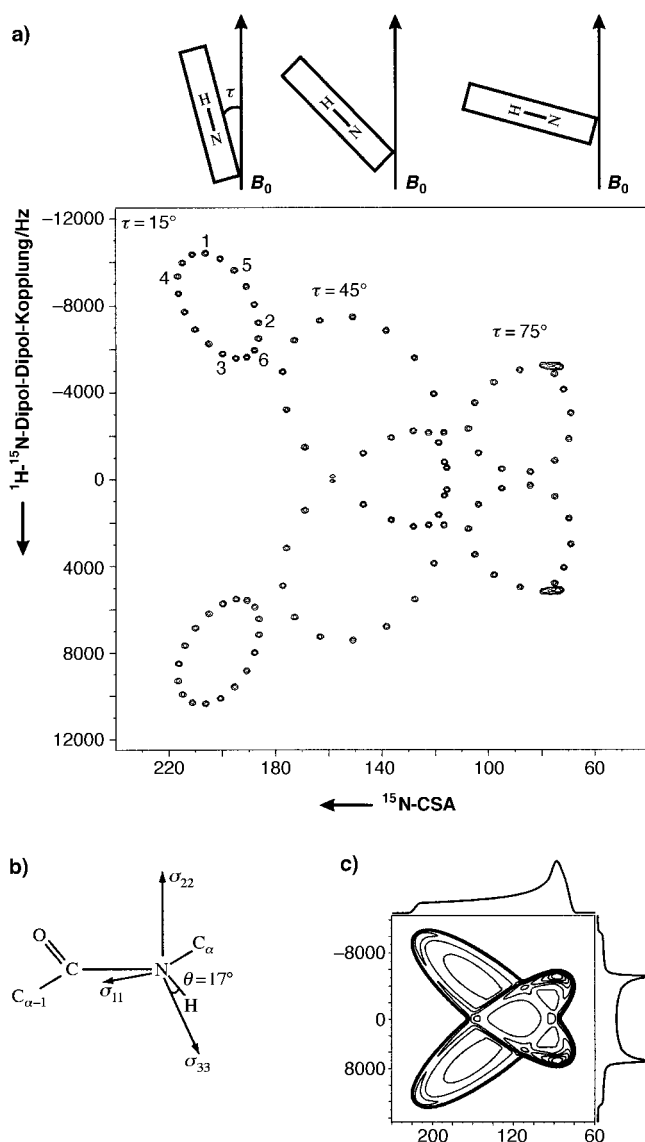 a)
H
N
τ
B₀
H
N
B₀
H
N
B₀
¹H-¹⁵N-Dipol-Dipol-Kopplung/Hz
−12000
−8000
−4000
0
4000
8000
12000
τ = 15°
1
4
5
2
3
6
τ = 45°
τ = 75°
220
180
140
100
60
¹⁵N-CSA
b)
σ₂₂
O
Cα
C
N
θ = 17°
Cα−1
σ₁₁
H
σ₃₃
c)
−8000
0
8000
200
120
60